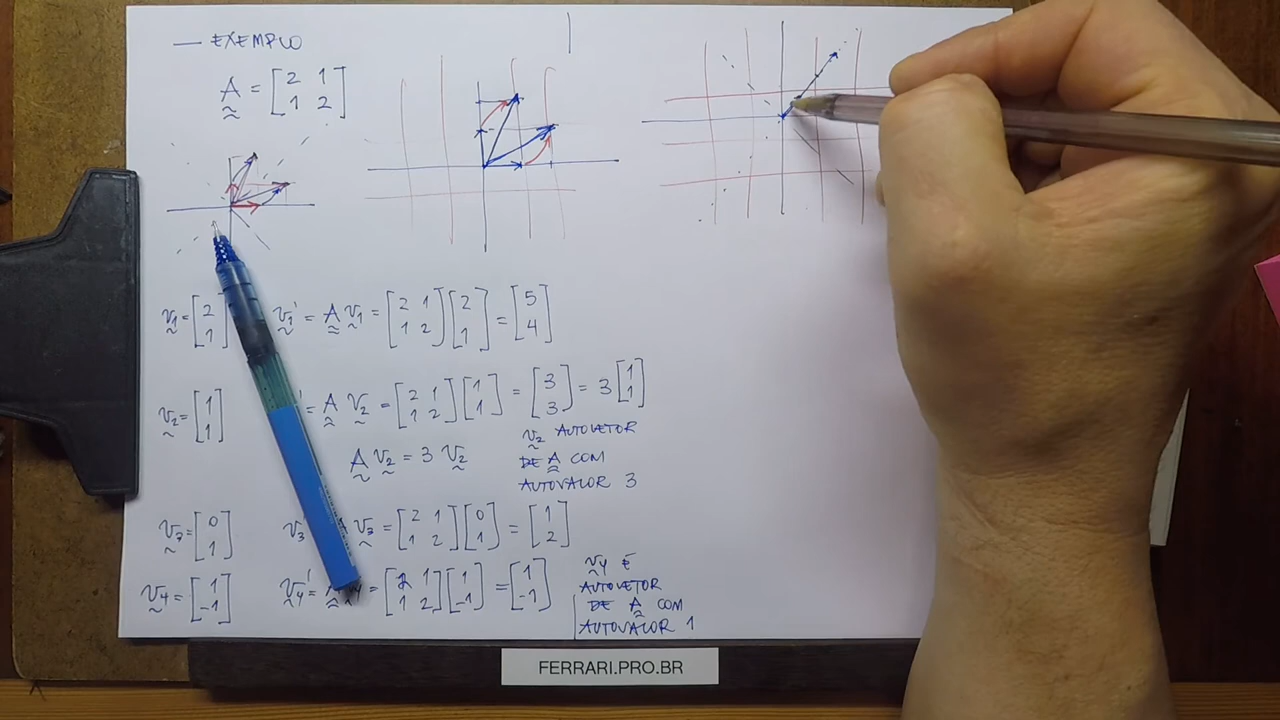 — EXEMPLO
A = [2 1
1 2]
v1 = [2
1]
v1' = A v1 = [2 1
1 2] [2
1] = [5
4]
v2 = [1
1]
' = A v2 = [2 1
1 2] [1
1] = [3
3] = 3 [1
1]
A v2 = 3 v2
v2 AUTOVETOR
DE A COM
AUTOVALOR 3
v3 = [0
1]
v3' A v3 = [2 1
1 2] [0
1] = [1
2]
v4 = [1
-1]
v4' = A v4 = [2 1
1 2] [1
-1] = [1
-1]
v4 É
AUTOVETOR
DE A COM
AUTOVALOR 1
FERRARI.PRO.BR